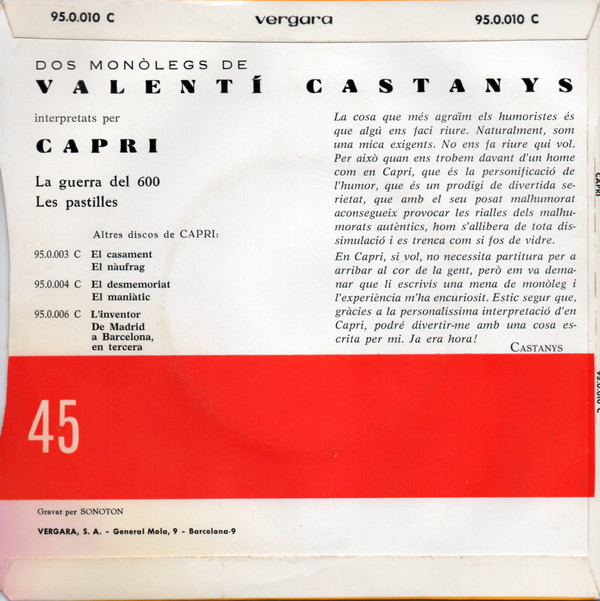 95.0.010 C vergara 95.0.010 C
DOS MONÒLEGS DE
VALENTÍ CASTANYS
interpretats per
CAPRI
La guerra del 600
Les pastilles
Altres discos de CAPRI:
95.0.003 C El casament
El nàufrag
95.0.004 C El desmemoriat
El maniàtic
95.0.006 C L'inventor
De Madrid
a Barcelona,
en tercera
La cosa que més agraïm els humoristes és
que algú ens faci riure. Naturalment, som
una mica exigents. No ens fa riure qui vol.
Per això quan ens trobem davant d'un home
com en Capri, que és la personificació de
l'humor, que és un prodigi de divertida se-
rietat, que amb el seu posat malhumorat
aconsegueix provocar les rialles dels malhu-
morats autèntics, hom s'allibera de tota dis-
simulació i es trenca com si fos de vidre.
En Capri, si vol, no necessita partitura per a
arribar al cor de la gent, però em va dema-
nar que li escrivís una mena de monòleg i
l'experiència m'ha encuriosit. Estic segur que,
gràcies a la personalíssima interpretació d'en
Capri, podré divertir-me amb una cosa es-
crita per mi. Ja era hora!
CASTANYS
45
Gravat per SONOTON
VERGARA, S. A. - General Mola, 9 - Barcelona-9
CAPRI
95.0.010 C